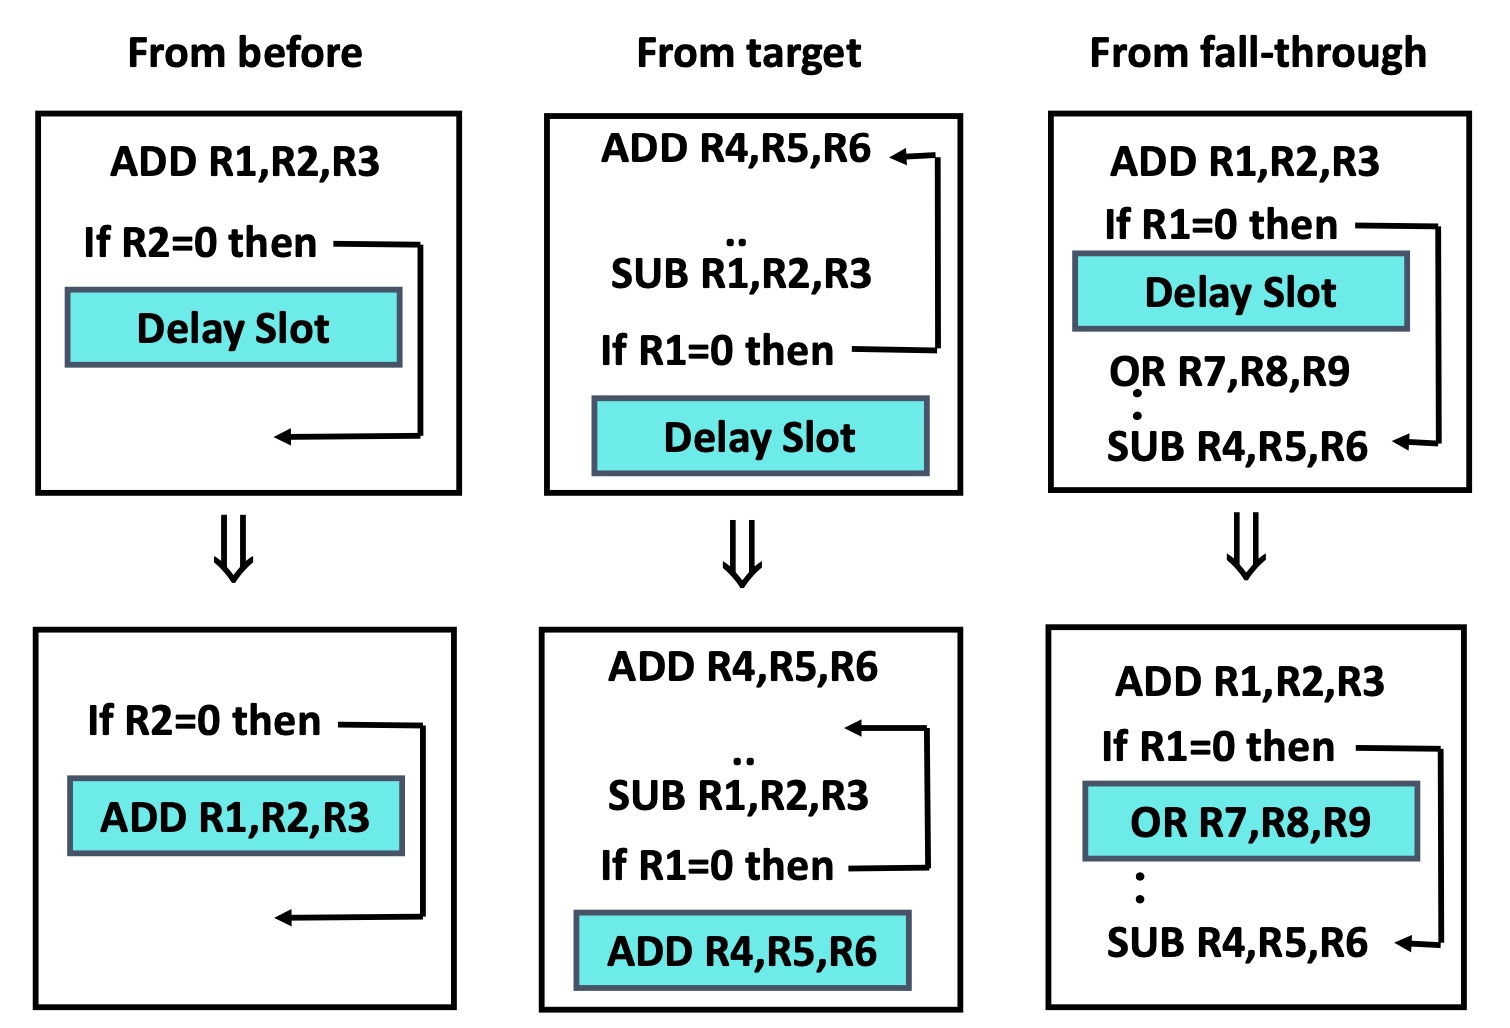 From before
From target
From fall-through
ADD R1,R2,R3
If R2=0 then
Delay Slot
ADD R4,R5,R6
..
SUB R1,R2,R3
If R1=0 then
Delay Slot
ADD R1,R2,R3
If R1=0 then
Delay Slot
OR R7,R8,R9
:
SUB R4,R5,R6
If R2=0 then
ADD R1,R2,R3
ADD R4,R5,R6
..
SUB R1,R2,R3
If R1=0 then
ADD R4,R5,R6
ADD R1,R2,R3
If R1=0 then
OR R7,R8,R9
:
SUB R4,R5,R6